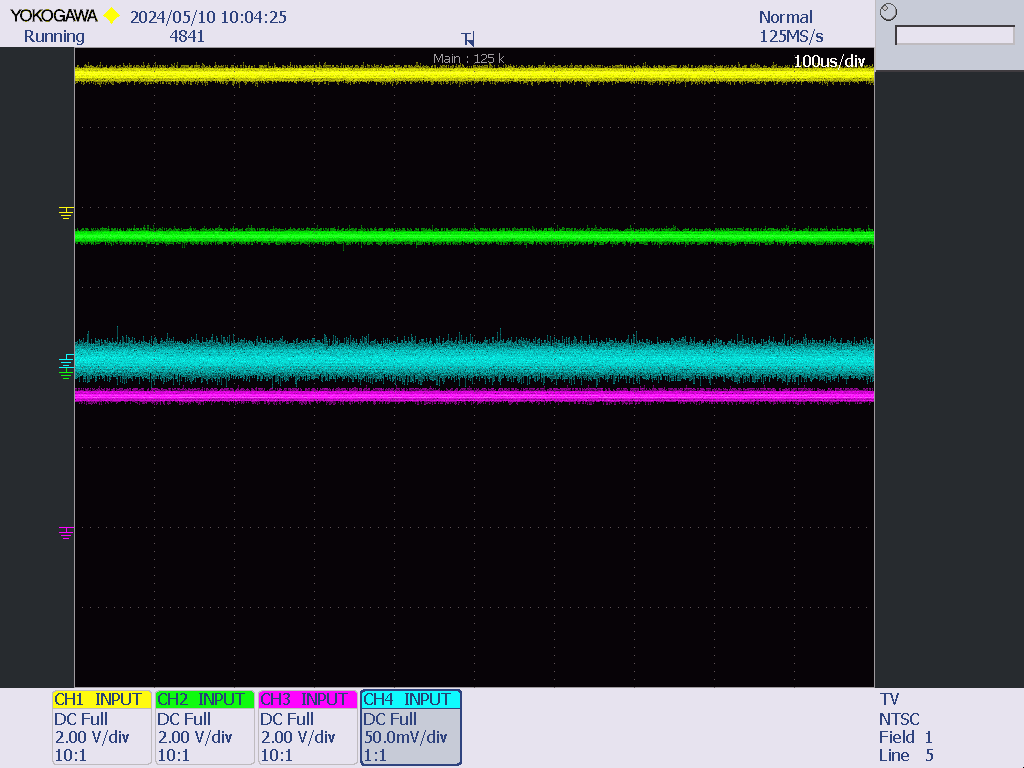 YOKOGAWA 2024/05/10 10:04:25 Normal
Running 4841 125MS/s
T
Main : 125 k 100us/div
CH1 INPUT CH2 INPUT CH3 INPUT CH4 INPUT TV
DC Full DC Full DC Full DC Full NTSC
2.00 V/div 2.00 V/div 2.00 V/div 50.0mV/div Field 1
10:1 10:1 10:1 1:1 Line 5